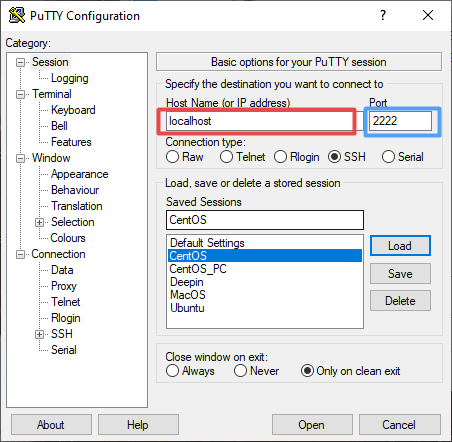 PuTTY Configuration
Category:
Session
Logging
Terminal
Keyboard
Bell
Features
Window
Appearance
Behaviour
Translation
Selection
Colours
Connection
Data
Proxy
Telnet
Rlogin
SSH
Serial
Basic options for your PuTTY session
Specify the destination you want to connect to
Host Name (or IP address) Port
localhost 2222
Connection type:
Raw Telnet Rlogin SSH Serial
Load, save or delete a stored session
Saved Sessions
CentOS
Default Settings
CentOS
CentOS_PC
Deepin
MacOS
Ubuntu
Load
Save
Delete
Close window on exit:
Always Never Only on clean exit
About Help Open Cancel